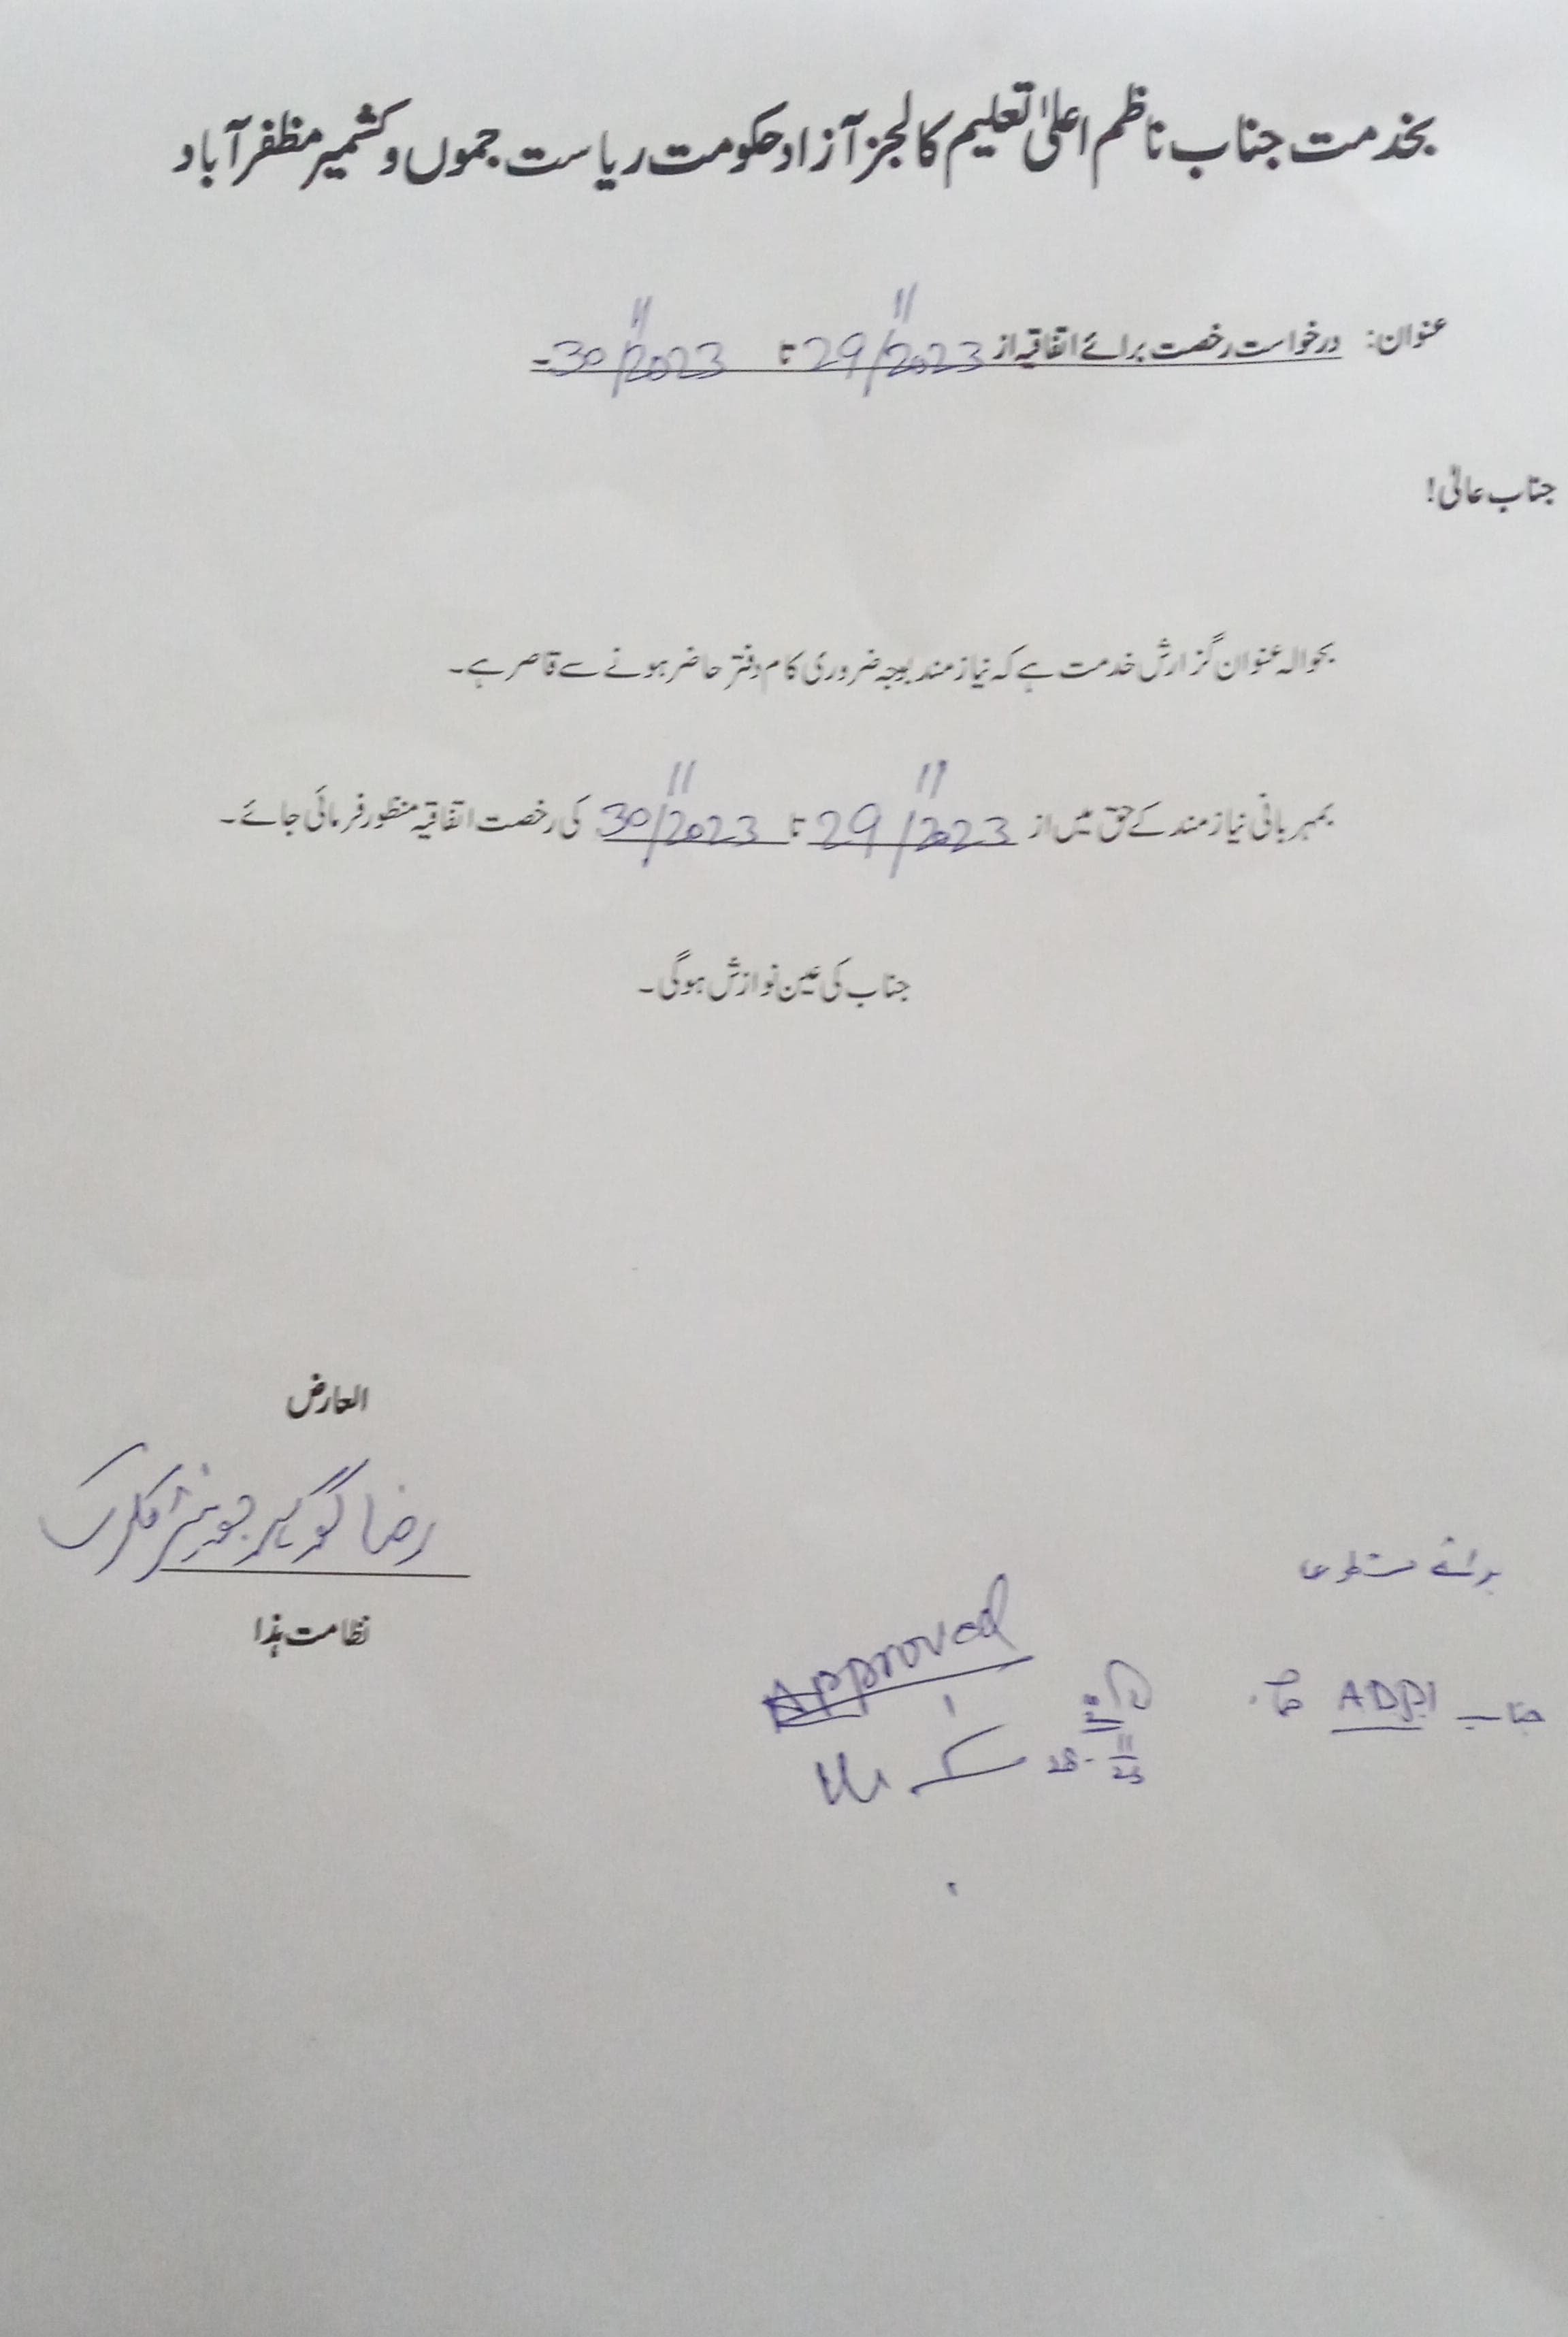 بخدمت جناب ناظم اعلیٰ تعلیم کالجز آزاد حکومت ریاست جموں و کشمیر مظفرآباد
عنوان: درخواست رخصت برائے اتفاقیہ از 29/11/2023 تا 30/11/2023۔
جناب عالی!
بحوالہ عنوان گزارش خدمت ہے کہ نیاز مند بوجہ ضروری کام دفتر حاضر ہونے سے قاصر ہے۔
بمہربانی نیاز مند کے حق میں از 29/11/2023 تا 30/11/2023 کی رخصت اتفاقیہ منظور فرمائی جائے۔
جناب کی عین نوازش ہوگی۔
العارض
رضا گوہر جونیئر کلرک
نظامت ہذا
برائے منظوری
جناب ADPI صاحب
Approved
28-11/23